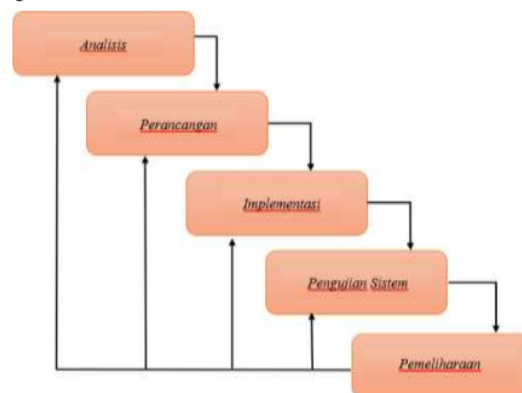 Analisis
Perancangan
Implementasi
Pengujian Sistem
Pemeliharaan